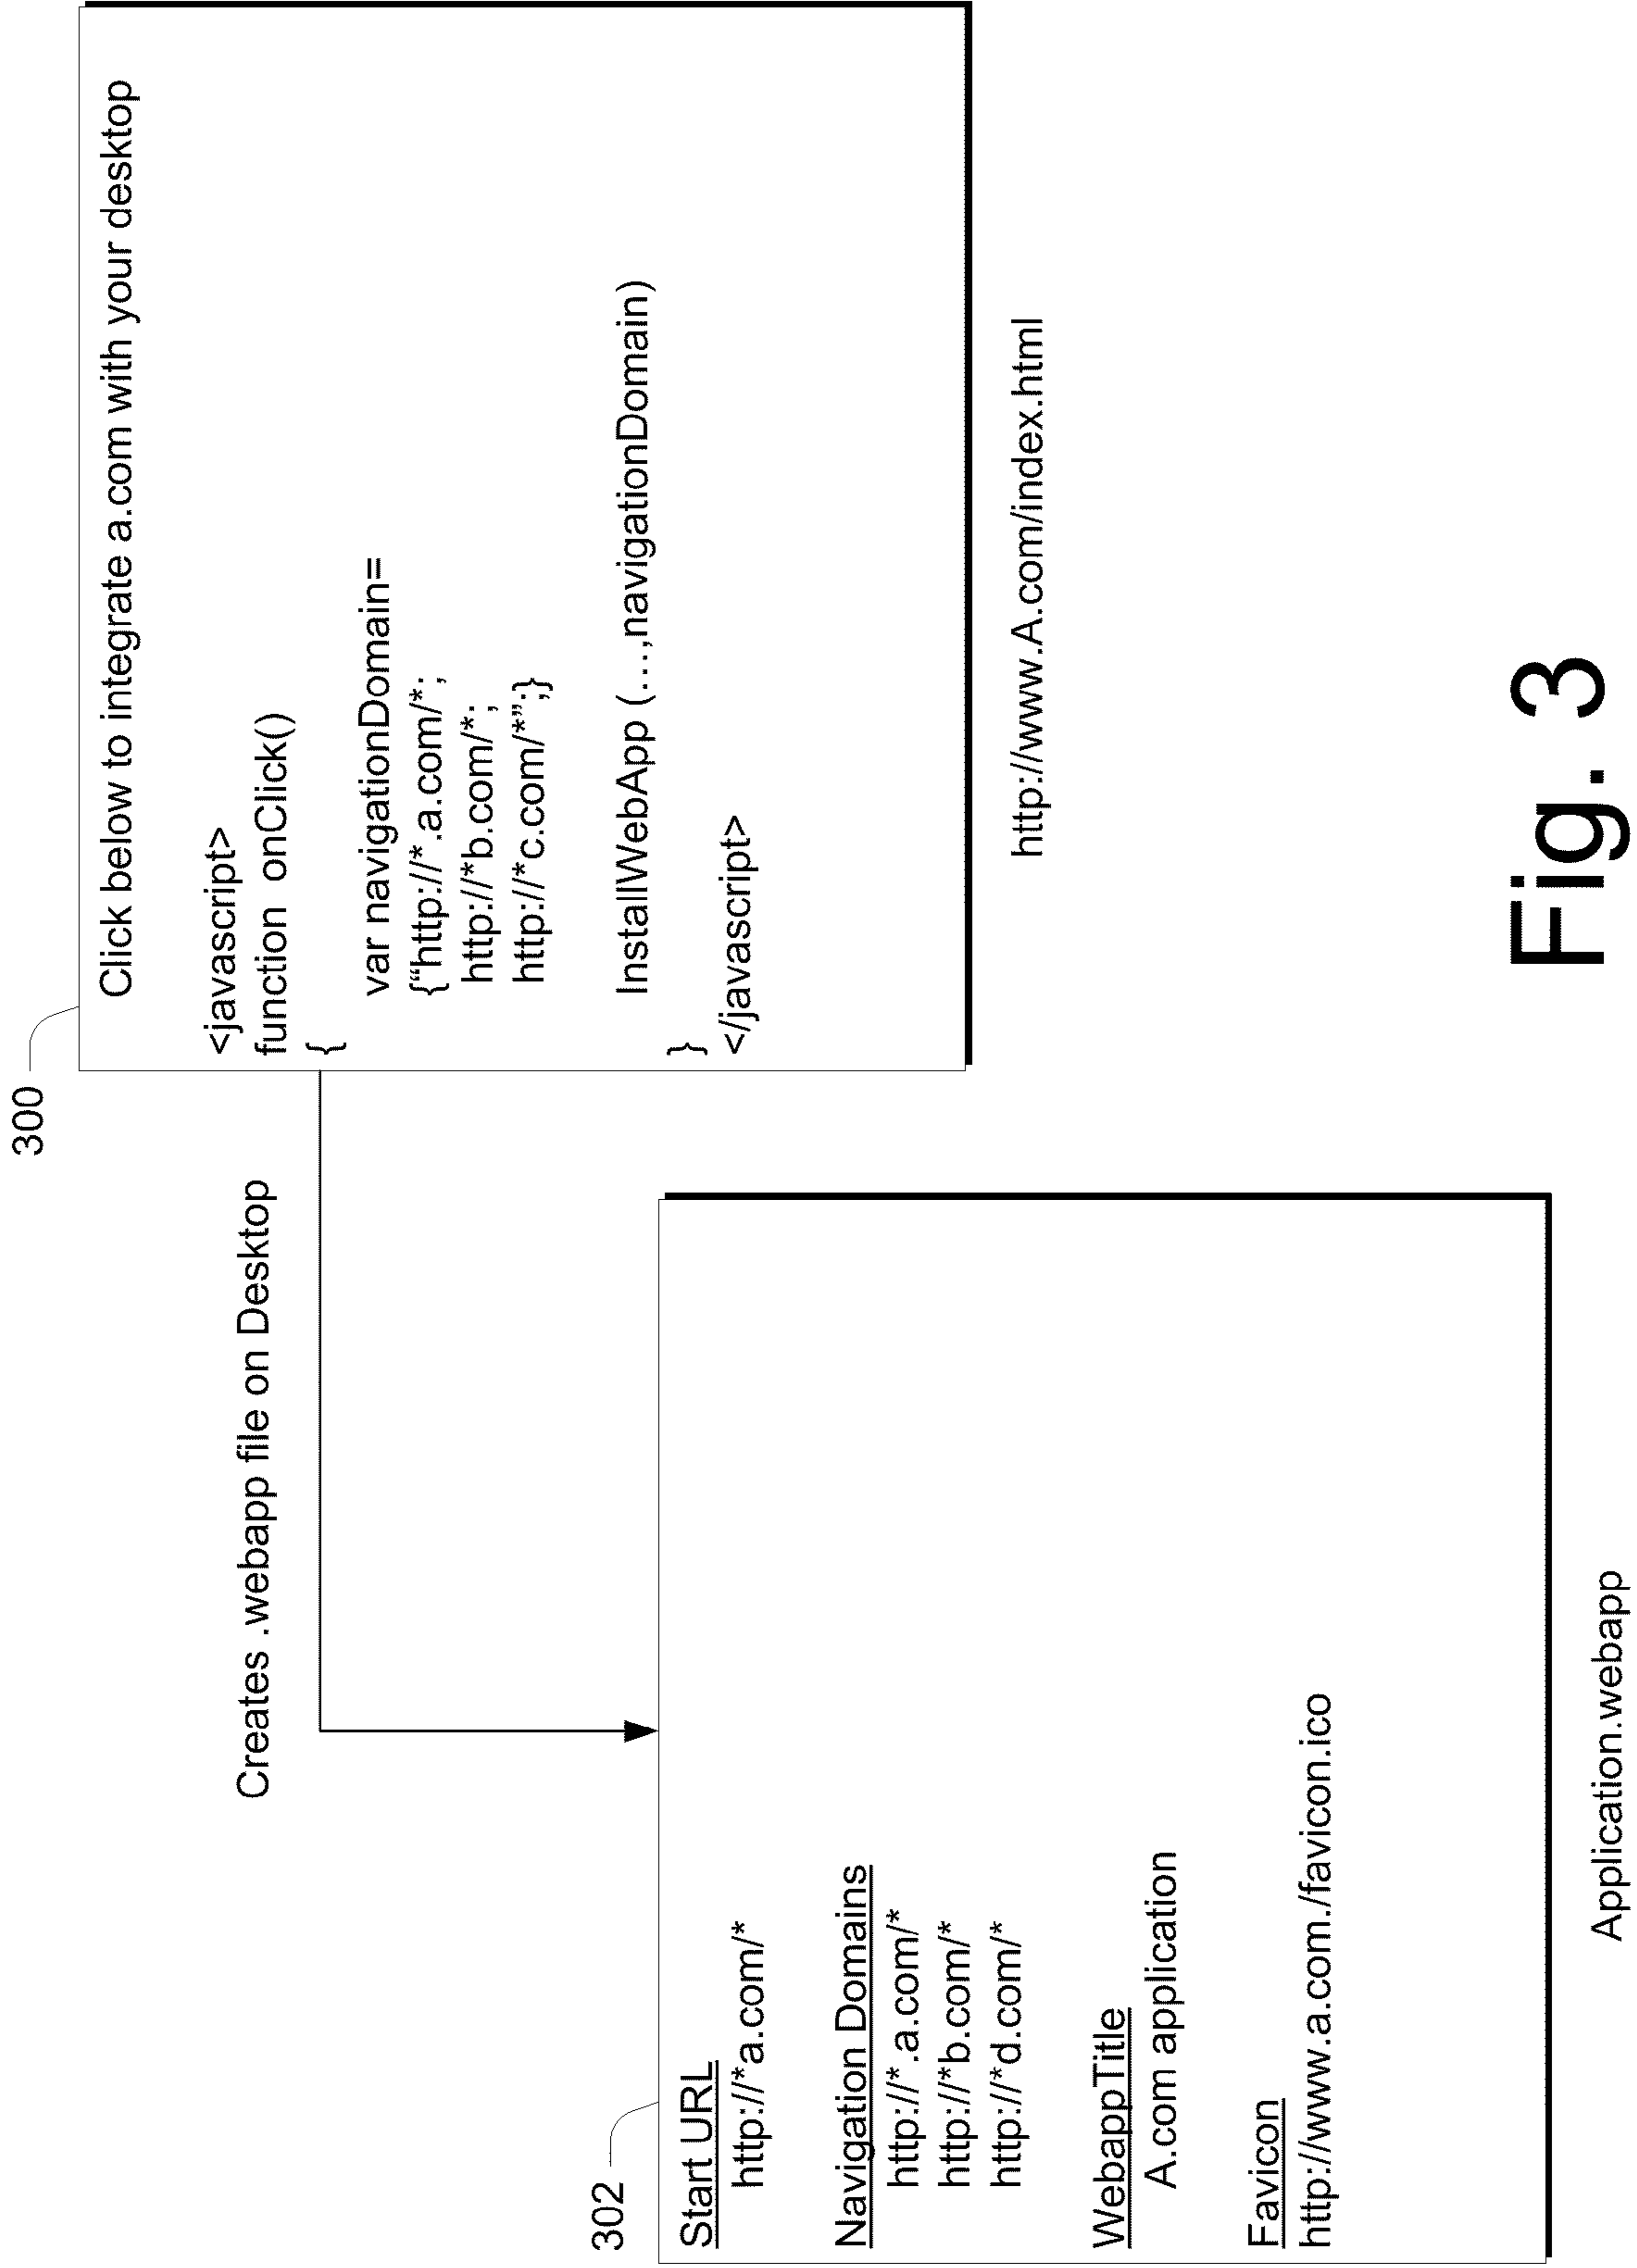 300
Click below to integrate a.com with your desktop
<javascript>
function onClick()
{
var navigationDomain=
{“http://*.a.com/*;
http://*b.com/*;
http://*c.com/*”;}
InstallWebApp (…,navigationDomain)
}
</javascript>
http://www.A.com/index.html
Creates .webapp file on Desktop
302
Start URL
http://*a.com/*
Navigation Domains
http://*.a.com/*
http://*b.com/*
http://*d.com/*
WebappTitle
A.com application
Favicon
http://www.a.com./favicon.ico
Application.webapp
Fig. 3